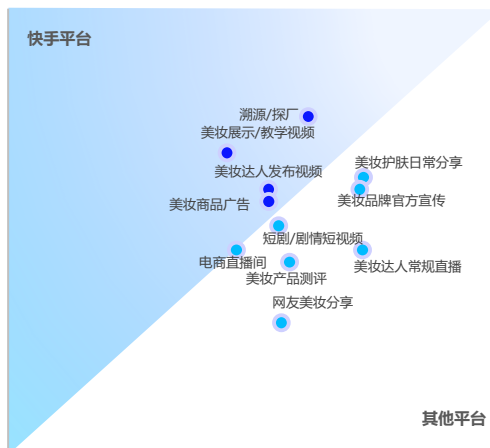 快手平台
溯源/探厂
美妆展示/教学视频
美妆护肤日常分享
美妆达人发布视频
美妆品牌官方宣传
美妆商品广告
短剧/剧情短视频
电商直播间
美妆达人常规直播
美妆产品测评
网友美妆分享
其他平台